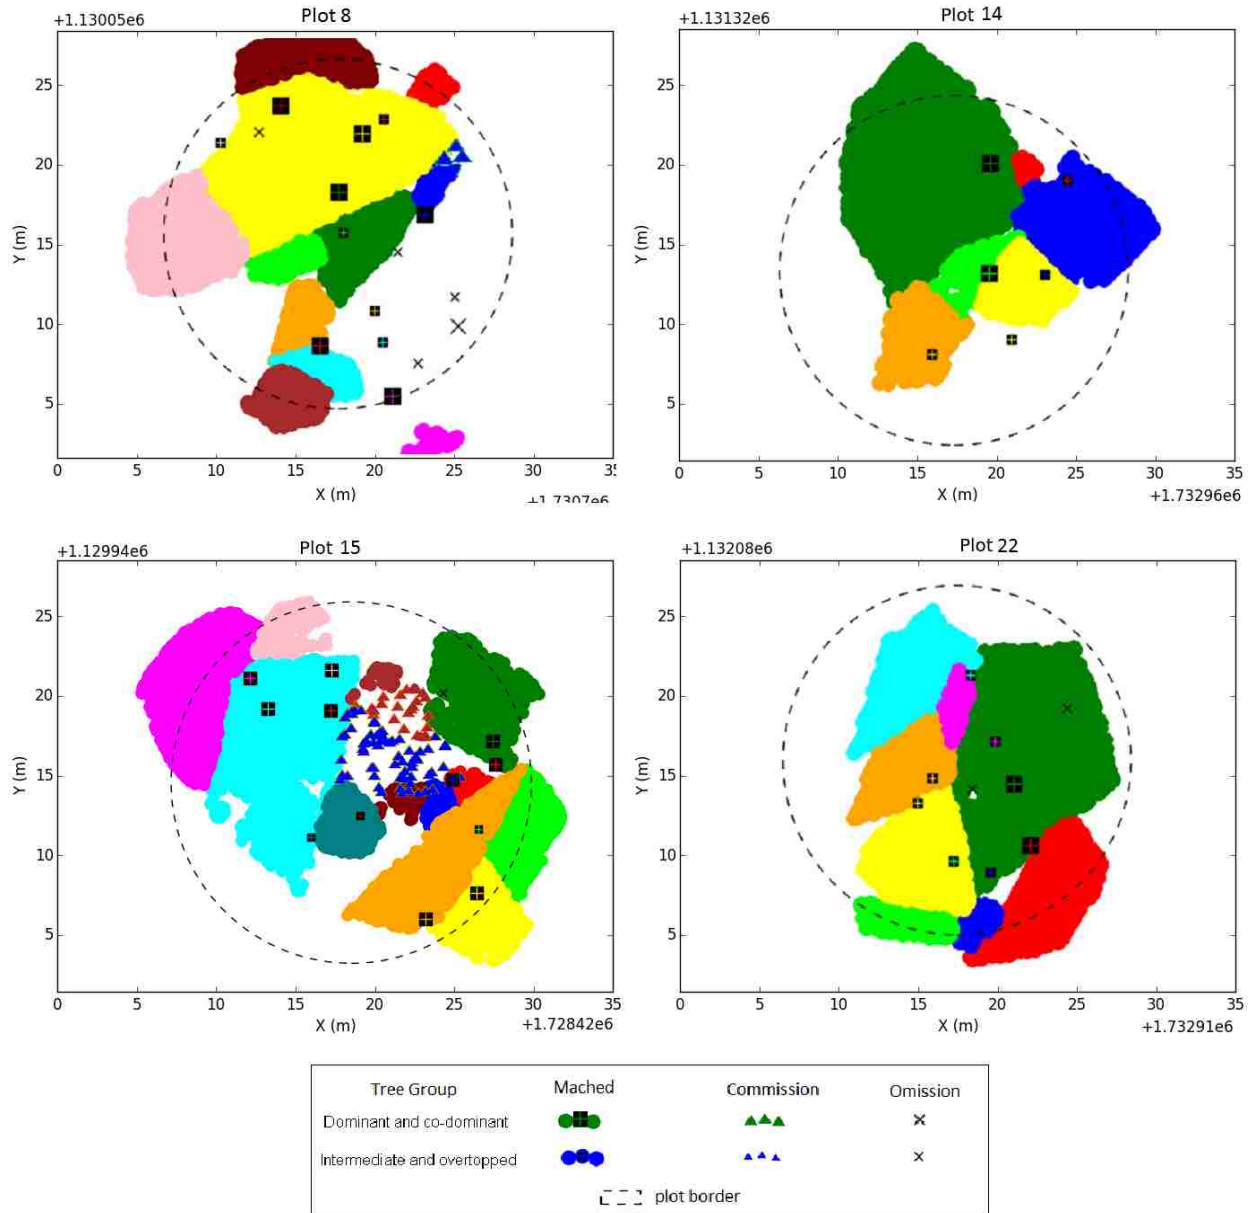 Plot 8
+1.13005e6
Y (m)
25
20
15
10
5
0 5 10 15 20 25 30 35
X (m)
+1.7307e6
Plot 14
+1.13132e6
Y (m)
25
20
15
10
5
0 5 10 15 20 25 30 35
X (m)
+1.73296e6
Plot 15
+1.12994e6
Y (m)
25
20
15
10
5
0 5 10 15 20 25 30 35
X (m)
+1.72842e6
Plot 22
+1.13208e6
Y (m)
25
20
15
10
5
0 5 10 15 20 25 30 35
X (m)
+1.73291e6
Tree Group Mached Commission Omission
Dominant and co-dominant
Intermediate and overtopped
plot border